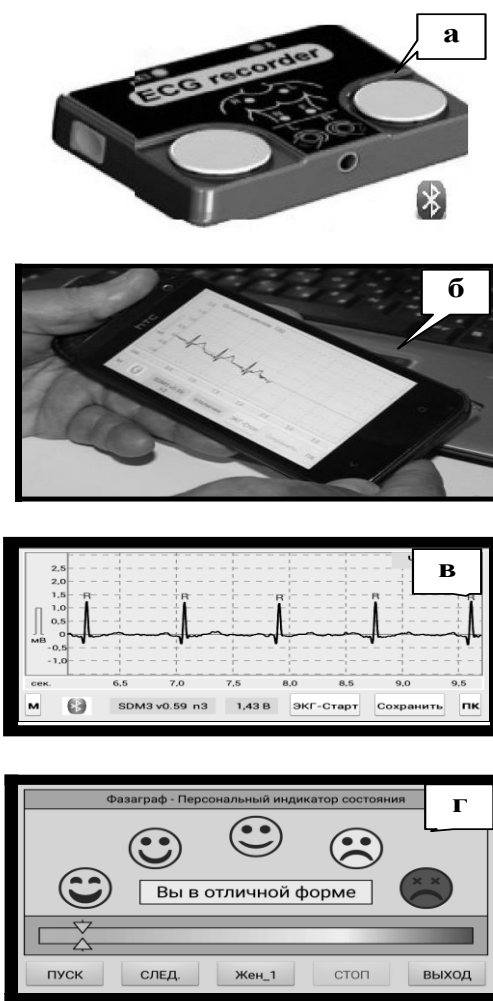 а
ECG recorder
б
hTC
в
2,5
2,0
1,5
1,0
0,5
0
мВ
-0,5
-1,0
R R R R R
сек. 6,5 7,0 7,5 8,0 8,5 9,0 9,5
М SDM3 v0.59 п3 1,43 В ЭКГ-Старт Сохранить ПК
г
Фазаграф - Персональный индикатор состояния
Вы в отличной форме
ПУСК СЛЕД. Жен_1 СТОП ВЫХОД